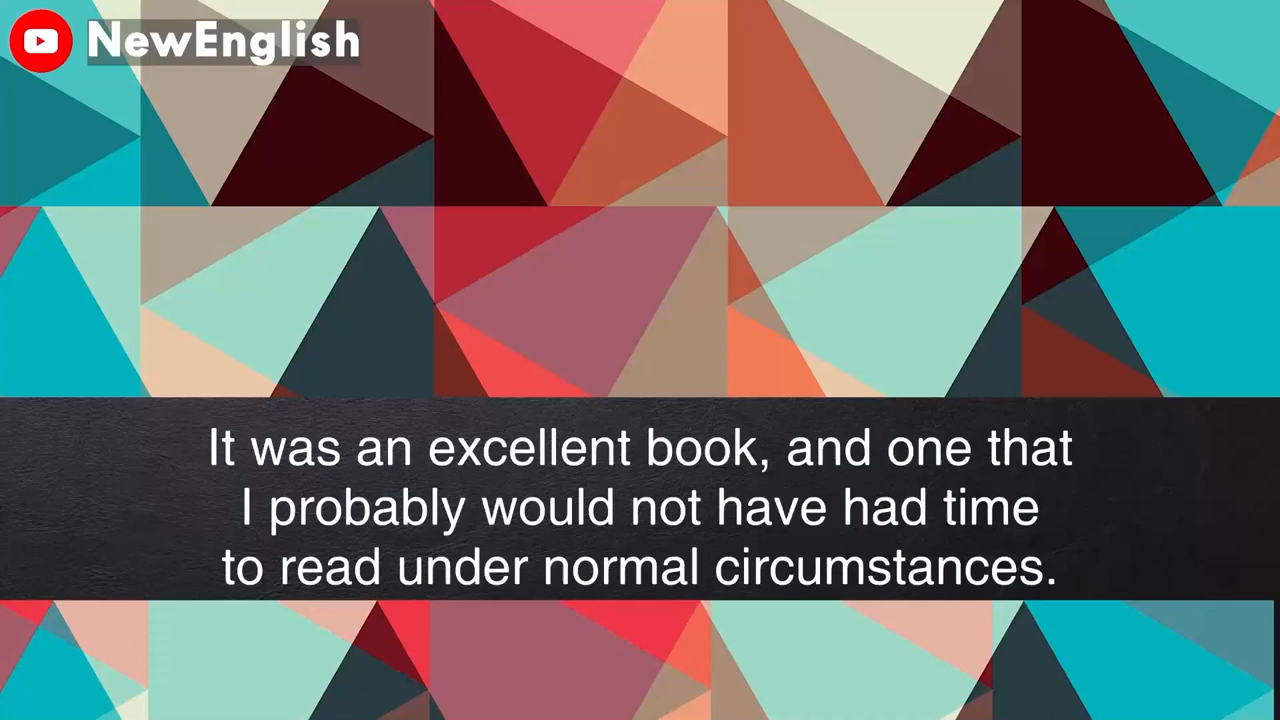 NewEnglish
It was an excellent book, and one that
I probably would not have had time
to read under normal circumstances.